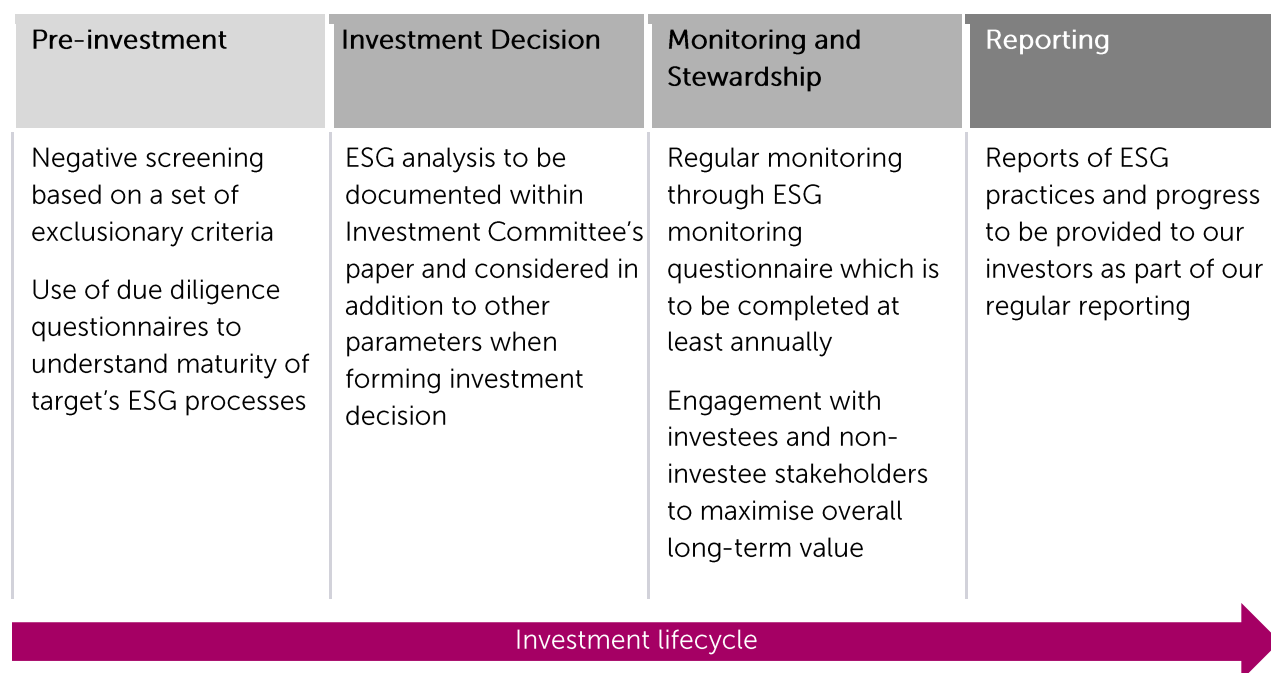 Pre-investment
Negative screening
based on a set of
exclusionary criteria
Use of due diligence
questionnaires to
understand maturity of
target’s ESG processes
Investment Decision
ESG analysis to be
documented within
Investment Committee’s
paper and considered in
addition to other
parameters when
forming investment
decision
Monitoring and
Stewardship
Regular monitoring
through ESG
monitoring
questionnaire which is
to be completed at
least annually
Engagement with
investees and non-
investee stakeholders
to maximise overall
long-term value
Reporting
Reports of ESG
practices and progress
to be provided to our
investors as part of our
regular reporting
Investment lifecycle